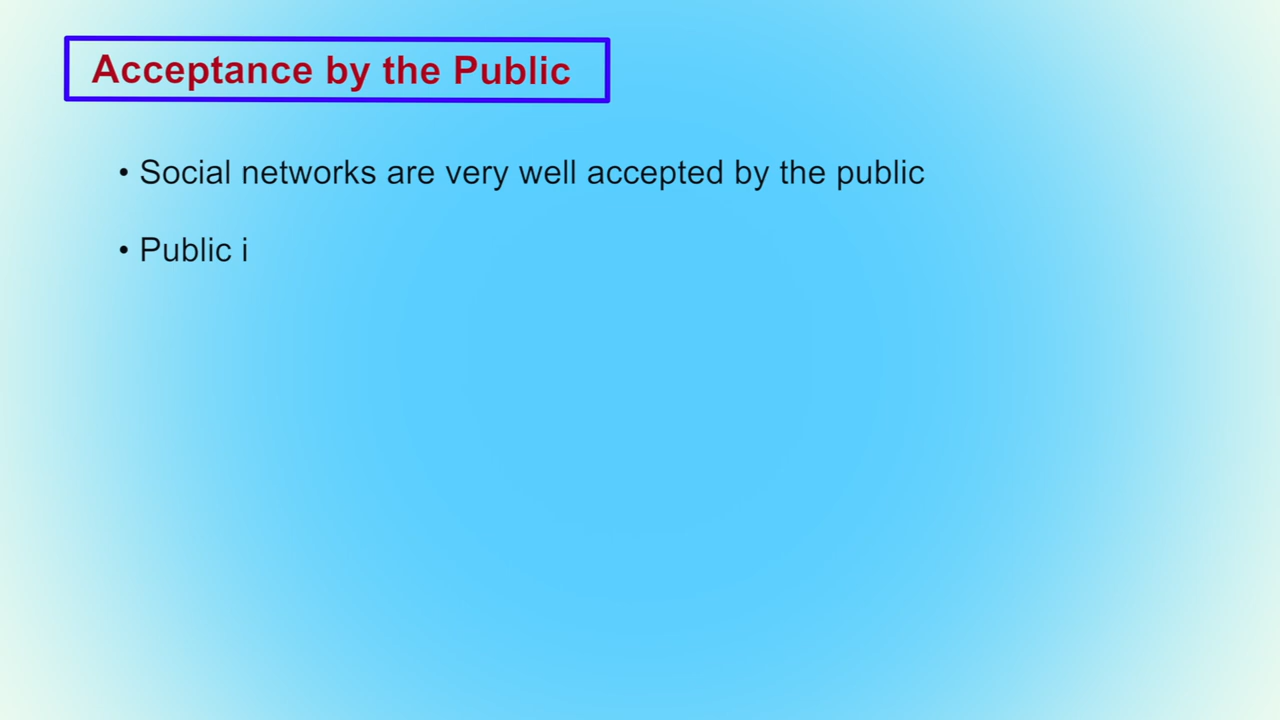 Acceptance by the Public
• Social networks are very well accepted by the public
• Public i